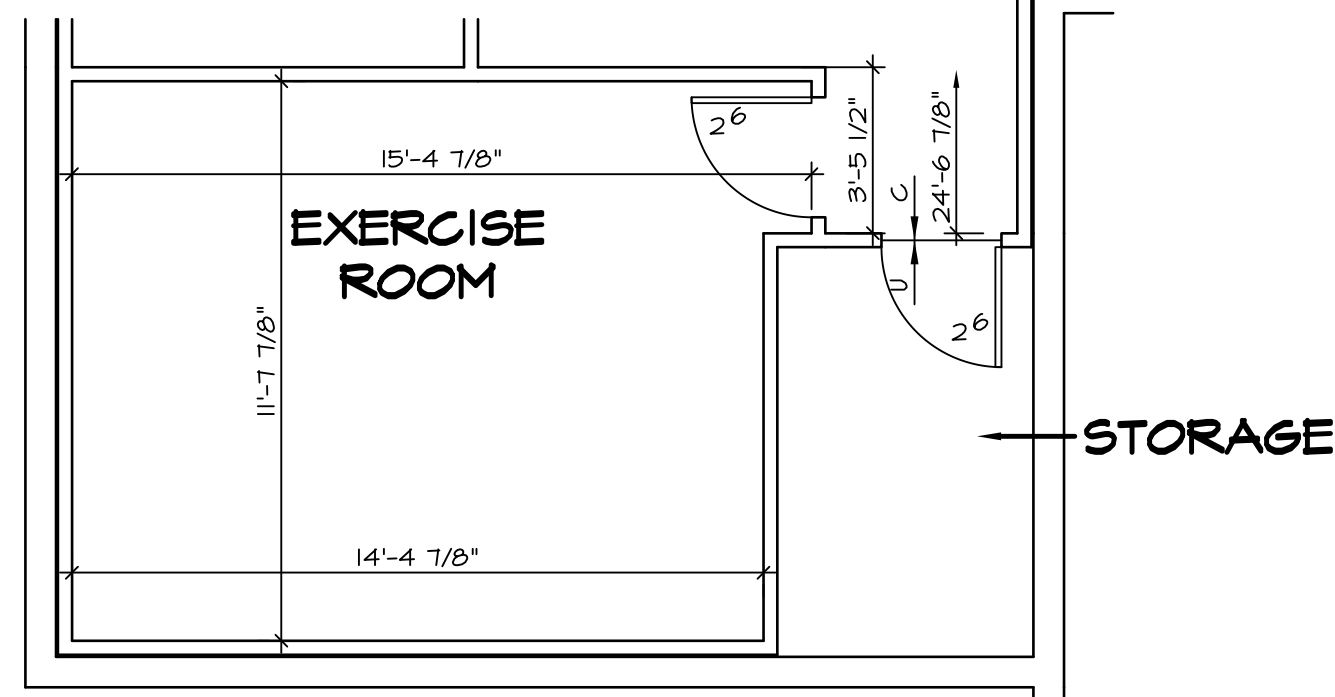 2⁶
15'-4 7/8"
3'-5 1/2"
24'-6 7/8"
C
U
EXERCISE
ROOM
11'-7 7/8"
2⁶
STORAGE
14'-4 7/8"